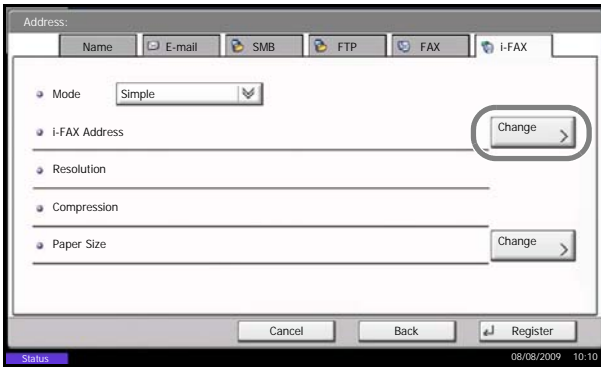 Address:
Name E-mail SMB FTP FAX i-FAX
Mode Simple
i-FAX Address Change
Resolution
Compression
Paper Size Change
Cancel Back Register
Status 08/08/2009 10:10